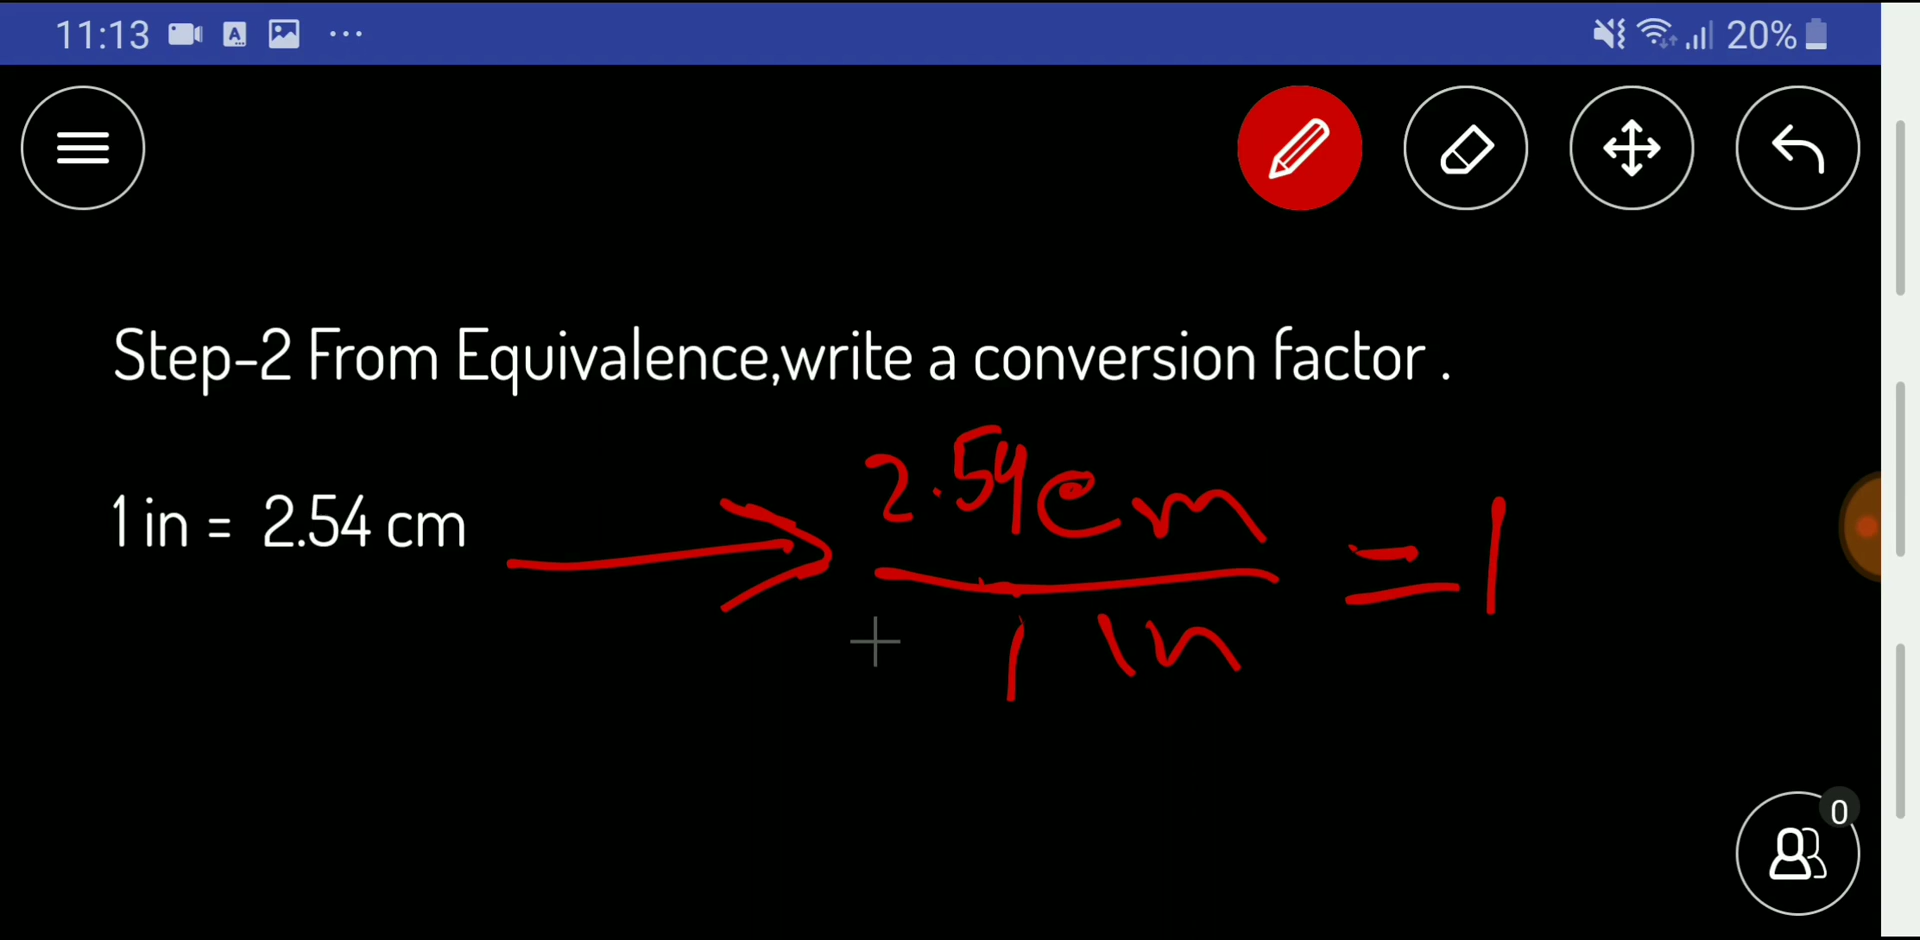 11:13 A ... 20%
Step-2 From Equivalence,write a conversion factor .
1 in = 2.54 cm
2.54 cm
= 1
1 in
0